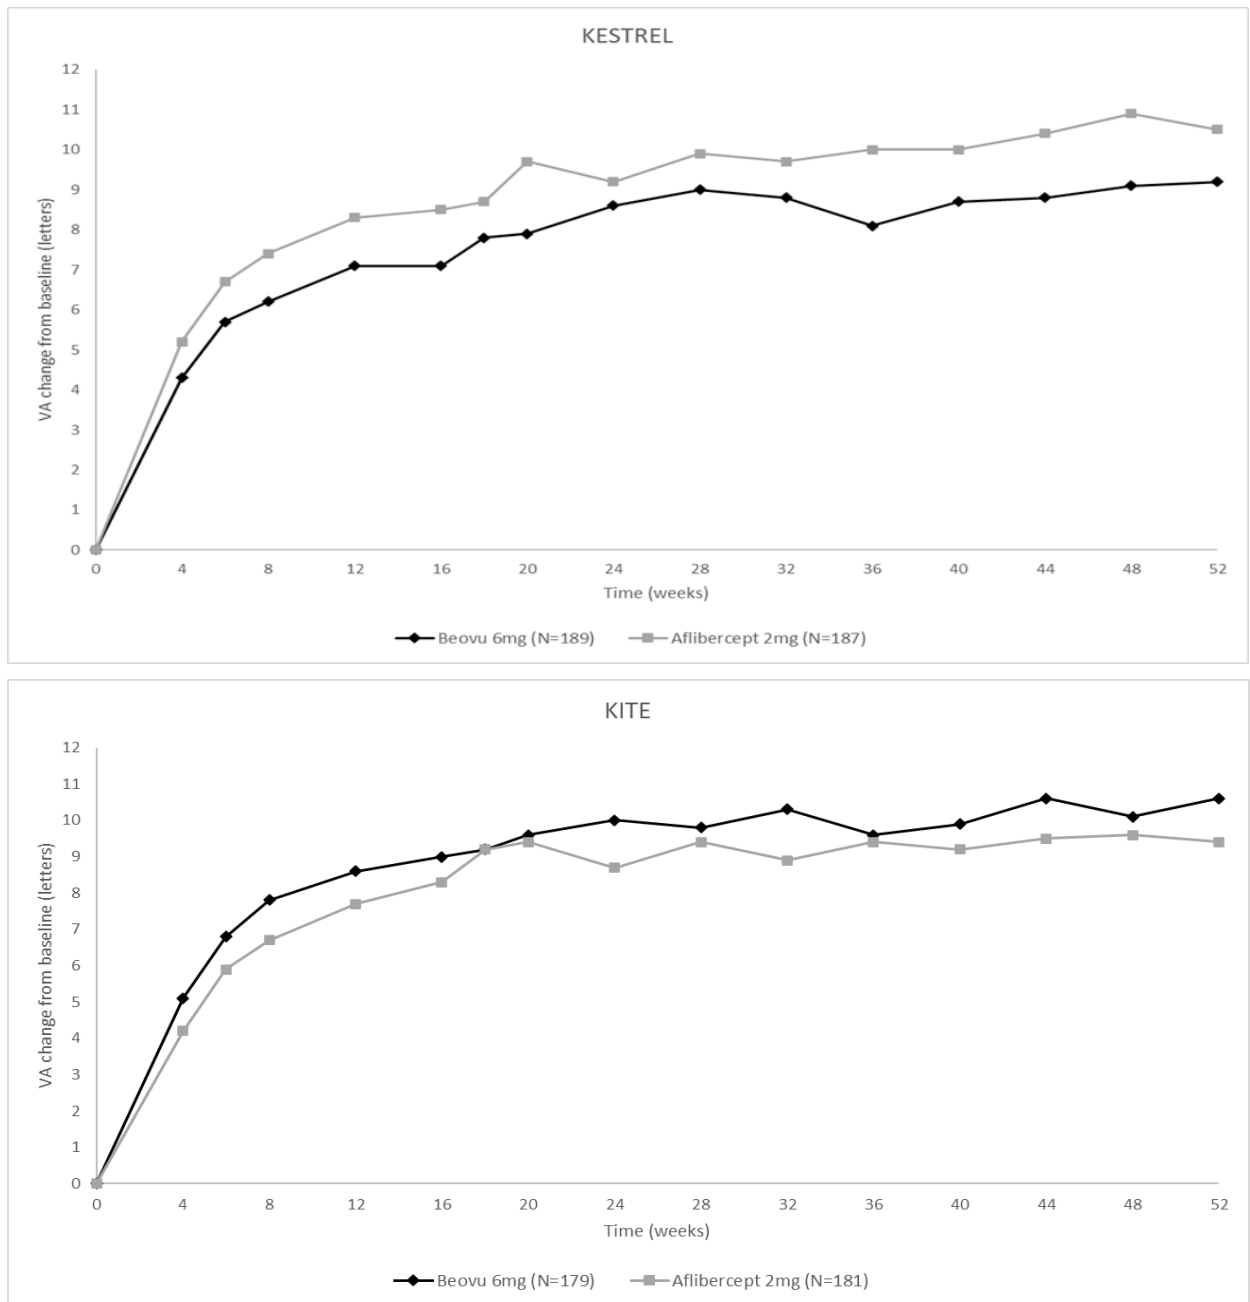 KESTREL
12
11
10
9
8
7
6
5
4
3
2
1
0
VA change from baseline (letters)
0 4 8 12 16 20 24 28 32 36 40 44 48 52
Time (weeks)
Beovu 6mg (N=189) Aflibercept 2mg (N=187)
KITE
12
11
10
9
8
7
6
5
4
3
2
1
0
VA change from baseline (letters)
0 4 8 12 16 20 24 28 32 36 40 44 48 52
Time (weeks)
Beovu 6mg (N=179) Aflibercept 2mg (N=181)